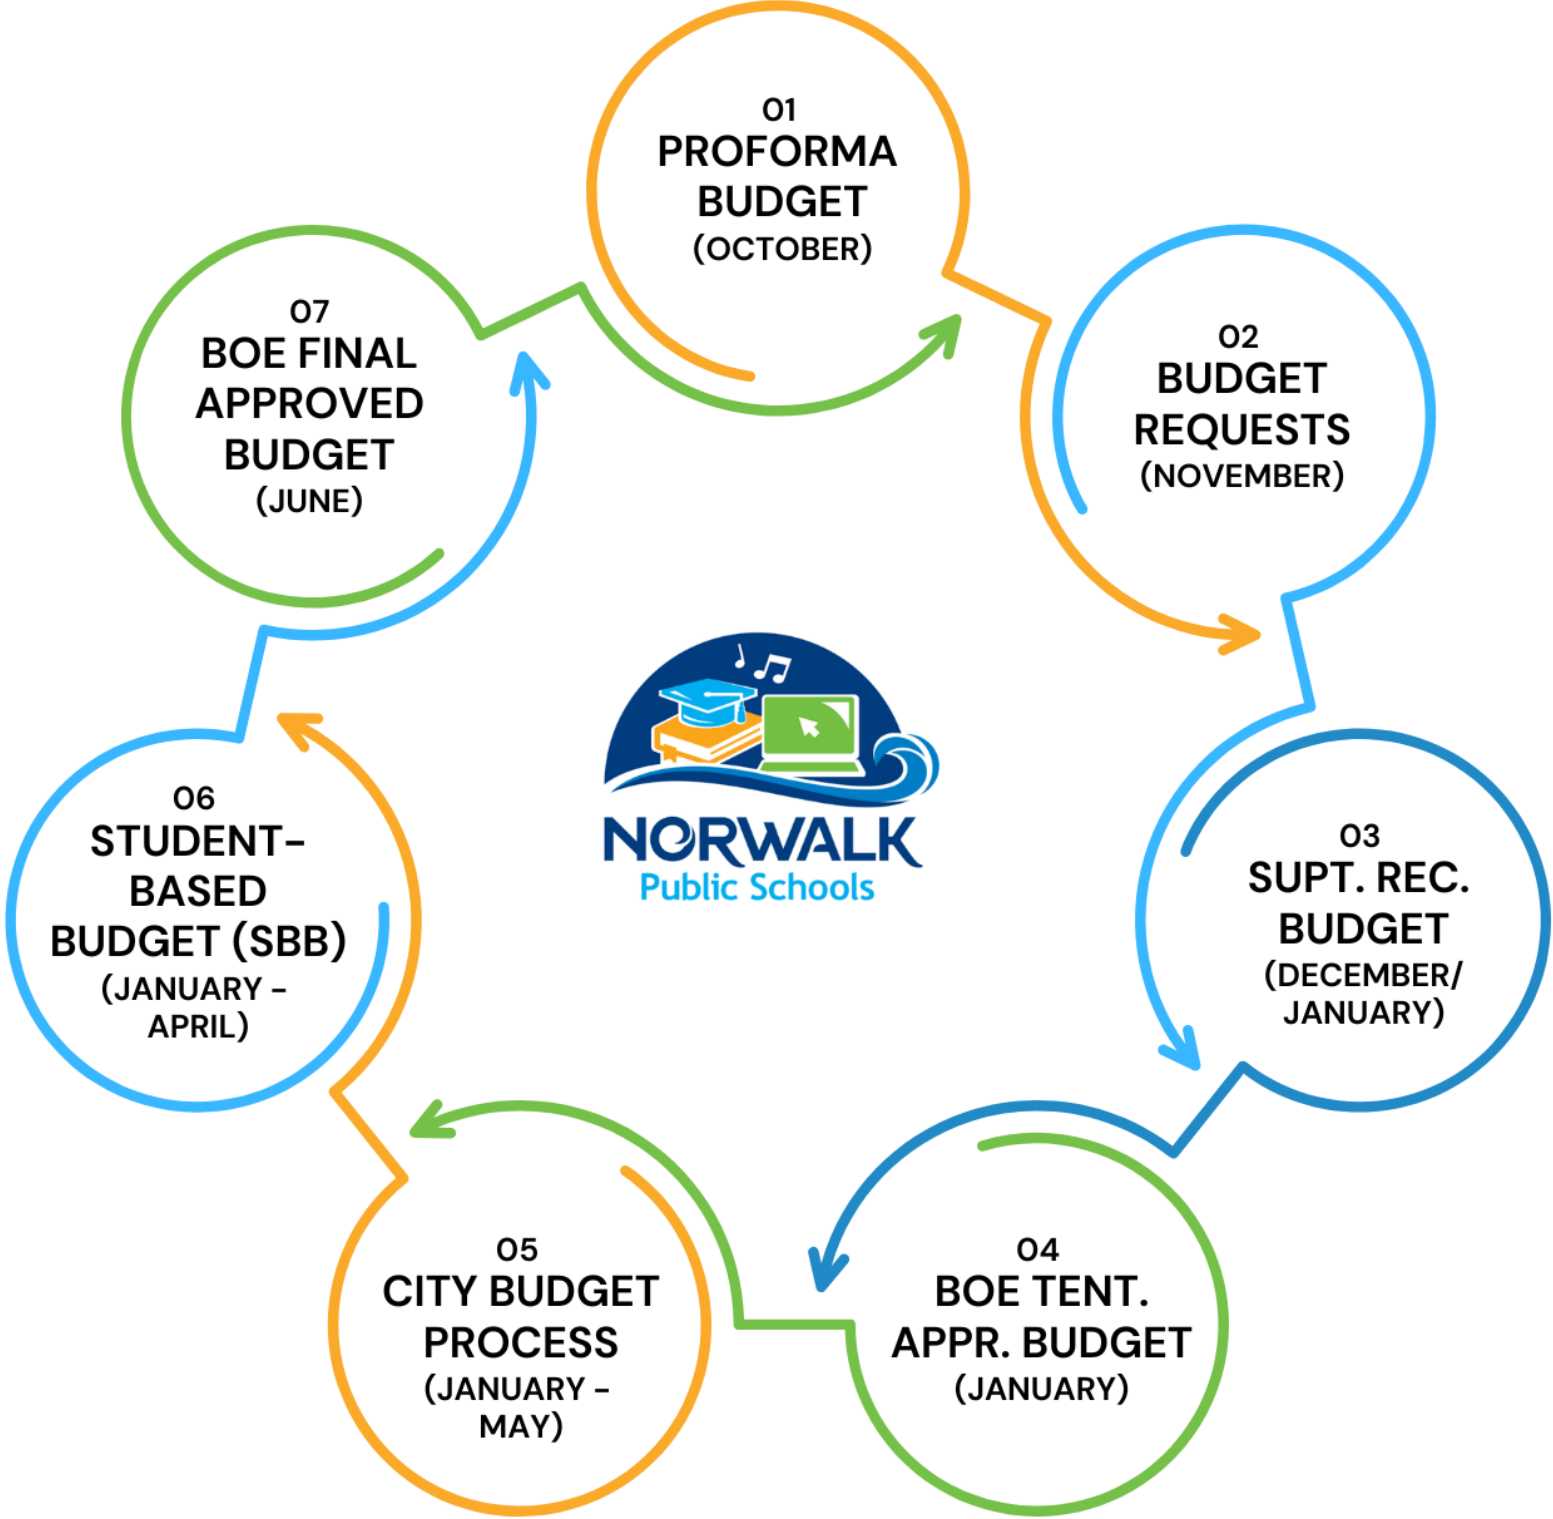 01
PROFORMA
BUDGET
(OCTOBER)
02
BUDGET
REQUESTS
(NOVEMBER)
03
SUPT. REC.
BUDGET
(DECEMBER/
JANUARY)
04
BOE TENT.
APPR. BUDGET
(JANUARY)
05
CITY BUDGET
PROCESS
(JANUARY –
MAY)
06
STUDENT-
BASED
BUDGET (SBB)
(JANUARY –
APRIL)
07
BOE FINAL
APPROVED
BUDGET
(JUNE)
NORWALK
Public Schools